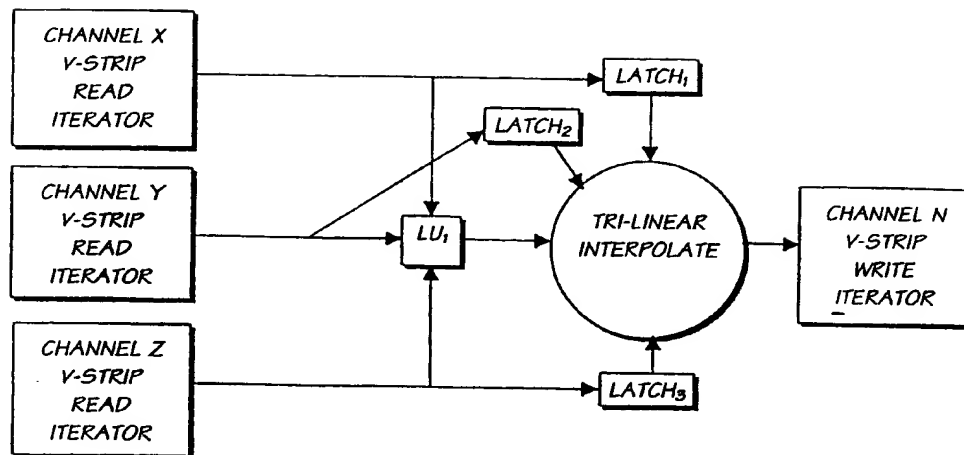 CHANNEL X
V-STRIP
READ
ITERATOR
LATCH₁
LATCH₂
CHANNEL Y
V-STRIP
READ
ITERATOR
LU₁
TRI-LINEAR
INTERPOLATE
CHANNEL N
V-STRIP
WRITE
ITERATOR
CHANNEL Z
V-STRIP
READ
ITERATOR
LATCH₃